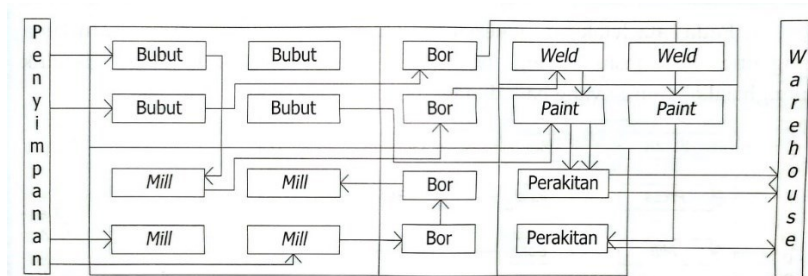 Penyimpanan
Bubut Bubut Bor Weld Weld
Bubut Bubut Bor Paint Paint
Mill Mill Bor Perakitan
Mill Mill Bor Perakitan
Warehouse